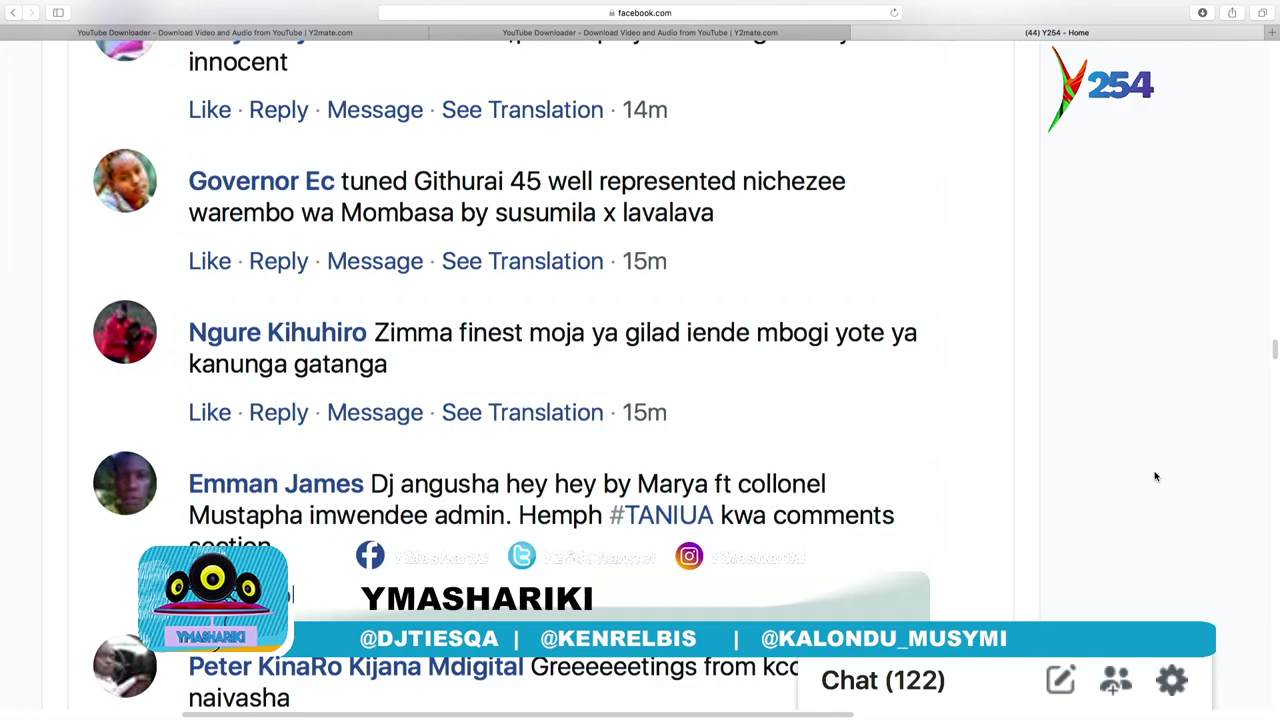 facebook.com
YouTube Downloader - Download Video and Audio from YouTube | Y2mate.com
YouTube Downloader - Download Video and Audio from YouTube | Y2mate.com
(44) Y254 - Home
innocent
Y254
Like · Reply · Message · See Translation · 14m
Governor Ec tuned Githurai 45 well represented nichezee
warembo wa Mombasa by susumila x lavalava
Like · Reply · Message · See Translation · 15m
Ngure Kihuhiro Zimma finest moja ya gilad iende mbogi yote ya
kanunga gatanga
Like · Reply · Message · See Translation · 15m
Emman James Dj angusha hey hey by Marya ft collonel
Mustapha imwendee admin. Hemph #TANIUA kwa comments
section
YMASHARIKI
YMASHARIKI
@DJTIESQA | @KENRELBIS | @KALONDU_MUSYMI
Peter KinaRo Kijana Mdigital Greeeeeetings from kcc
naivasha
Chat (122)